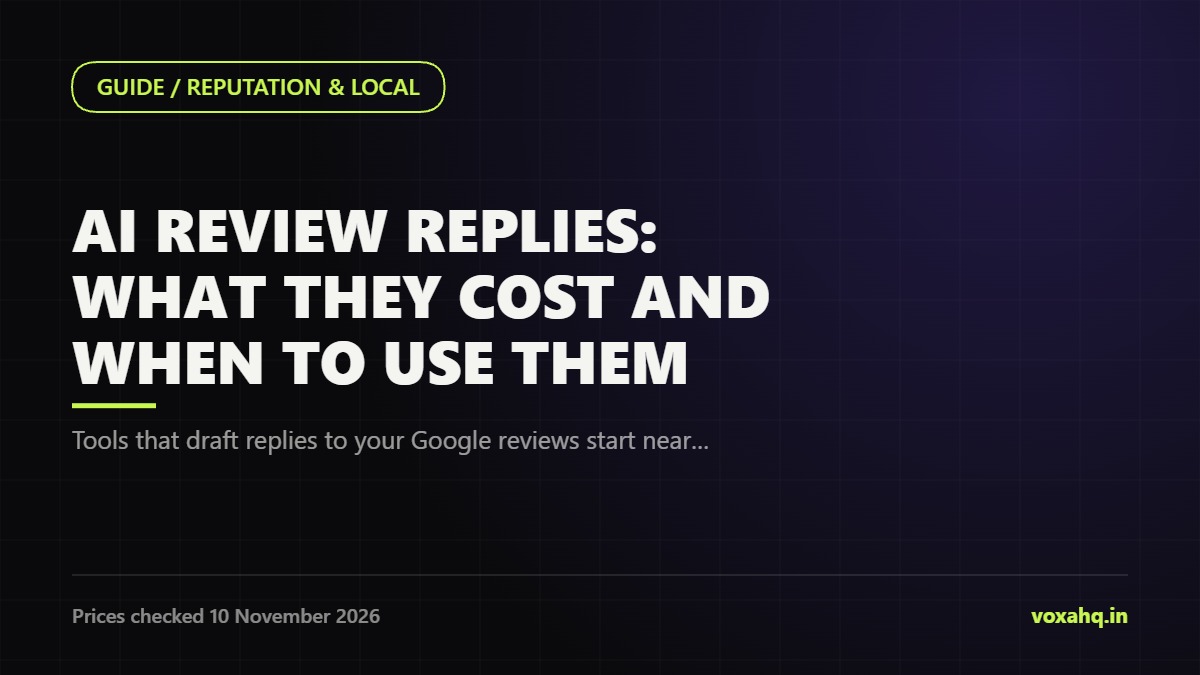 GUIDE / REPUTATION & LOCAL
AI REVIEW REPLIES:
WHAT THEY COST AND
WHEN TO USE THEM
Tools that draft replies to your Google reviews start near...
Prices checked 10 November 2026
voxahq.in